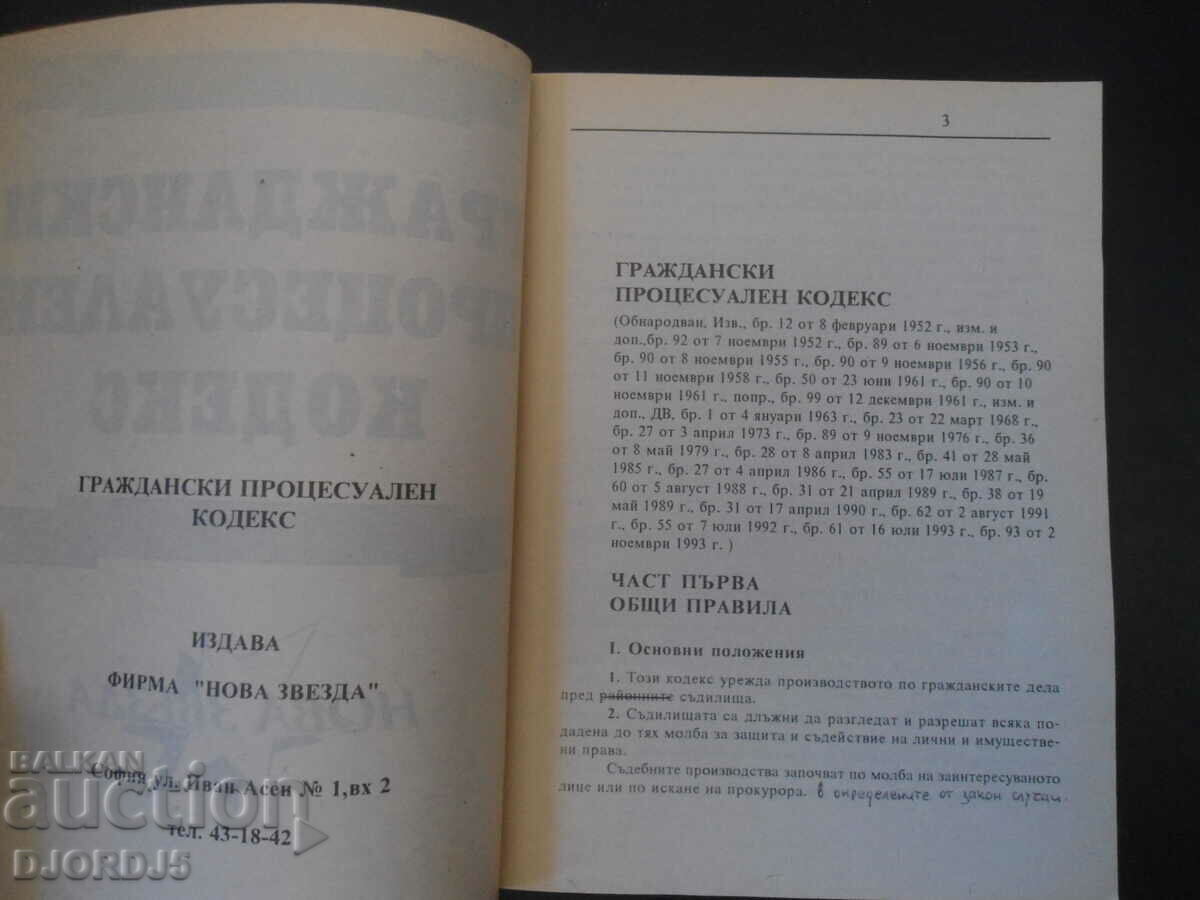 ГРАЖДАНСКИ ПРОЦЕСУАЛЕН
КОДЕКС
ИЗДАВА
ФИРМА "НОВА ЗВЕЗДА"
София, ул. Иван Асен № 1,вх 2
тел. 43-18-42
3
ГРАЖДАНСКИ
ПРОЦЕСУАЛЕН КОДЕКС
(Обнародван, Изв., бр. 12 от 8 февруари 1952 г., изм. и
доп.,бр. 92 от 7 ноември 1952 г., бр. 89 от 6 ноември 1953 г.,
бр. 90 от 8 ноември 1955 г., бр. 90 от 9 ноември 1956 г., бр. 90
от 11 ноември 1958 г., бр. 50 от 23 юни 1961 г., бр. 90 от 10
ноември 1961 г., попр., бр. 99 от 12 декември 1961 г., изм. и
доп., ДВ, бр. 1 от 4 януари 1963 г., бр. 23 от 22 март 1968 г.,
бр. 27 от 3 април 1973 г., бр. 89 от 9 ноември 1976 г., бр. 36
от 8 май 1979 г., бр. 28 от 8 април 1983 г., бр. 41 от 28 май
1985 г., бр. 27 от 4 април 1986 г., бр. 55 от 17 юли 1987 г., бр.
60 от 5 август 1988 г., бр. 31 от 21 април 1989 г., бр. 38 от 19
май 1989 г., бр. 31 от 17 април 1990 г., бр. 62 от 2 август 1991
г., бр. 55 от 7 юли 1992 г., бр. 61 от 16 юли 1993 г., бр. 93 от 2
ноември 1993 г. )
ЧАСТ ПЪРВА
ОБЩИ ПРАВИЛА
I. Основни положения
1. Този кодекс урежда производството по гражданските дела
пред районните съдилища.
2. Съдилищата са длъжни да разгледат и разрешат всяка по-
дадена до тях молба за защита и съдействие на лични и имуществе-
ни права.
Съдебните производства започват по молба на заинтересуваното
лице или по искане на прокурора. в определените от закон случаи.
BALKAN
auction
DJORDJ5